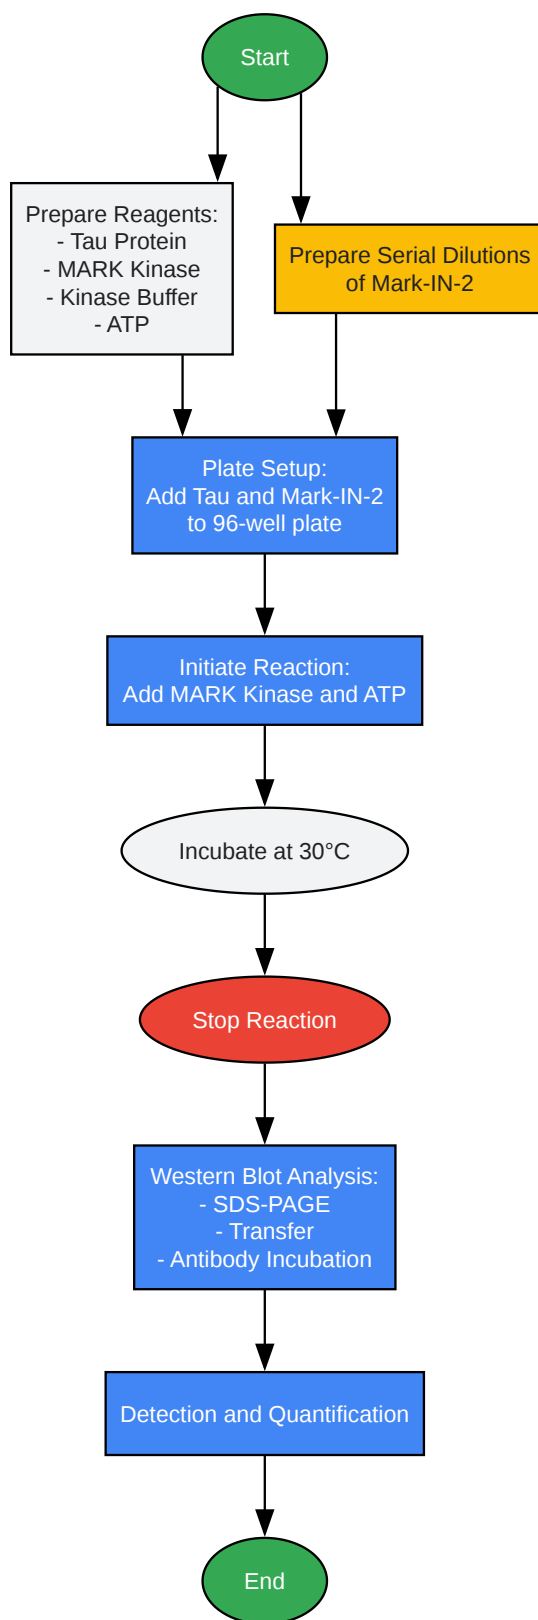 Start
Prepare Reagents:
- Tau Protein
- MARK Kinase
- Kinase Buffer
- ATP
Prepare Serial Dilutions
of Mark-IN-2
Plate Setup:
Add Tau and Mark-IN-2
to 96-well plate
Initiate Reaction:
Add MARK Kinase and ATP
Incubate at 30°C
Stop Reaction
Western Blot Analysis:
- SDS-PAGE
- Transfer
- Antibody Incubation
Detection and Quantification
End